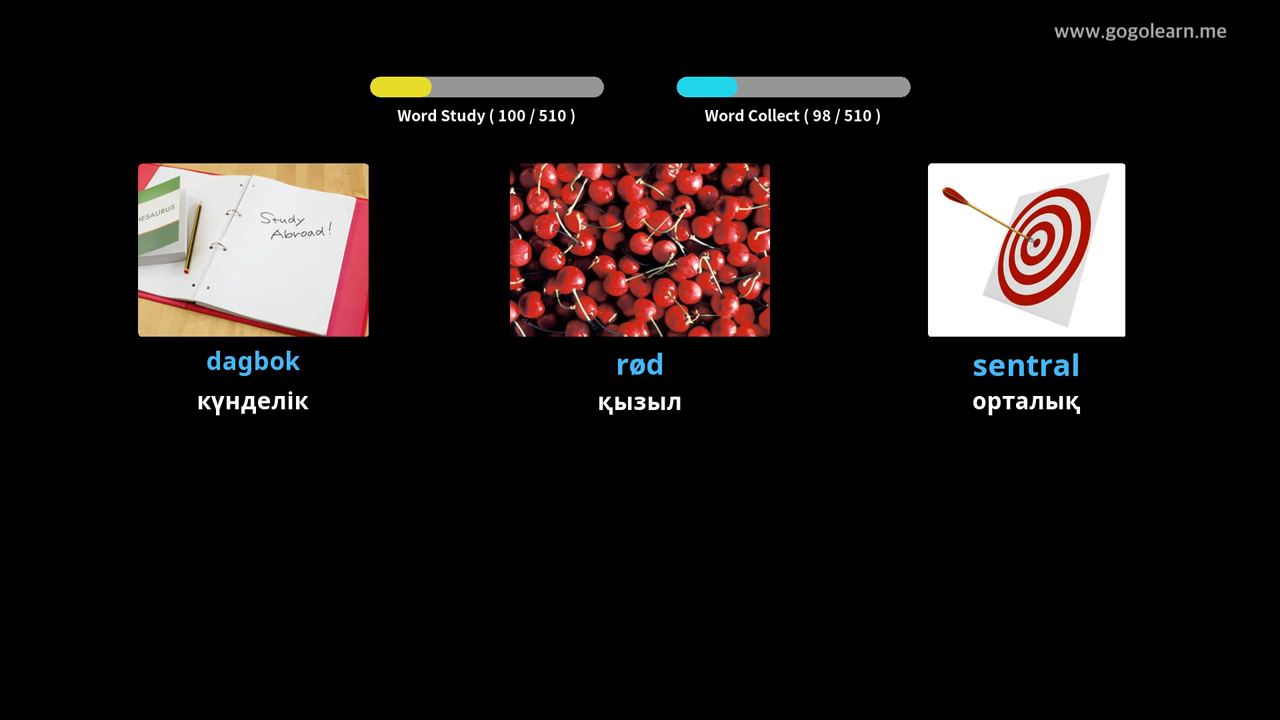 www.gogolearn.me
Word Study ( 100 / 510 )
Word Collect ( 98 / 510 )
HESAURUS
Study
Abroad!
dagbok
күнделік
rød
қызыл
sentral
орталық